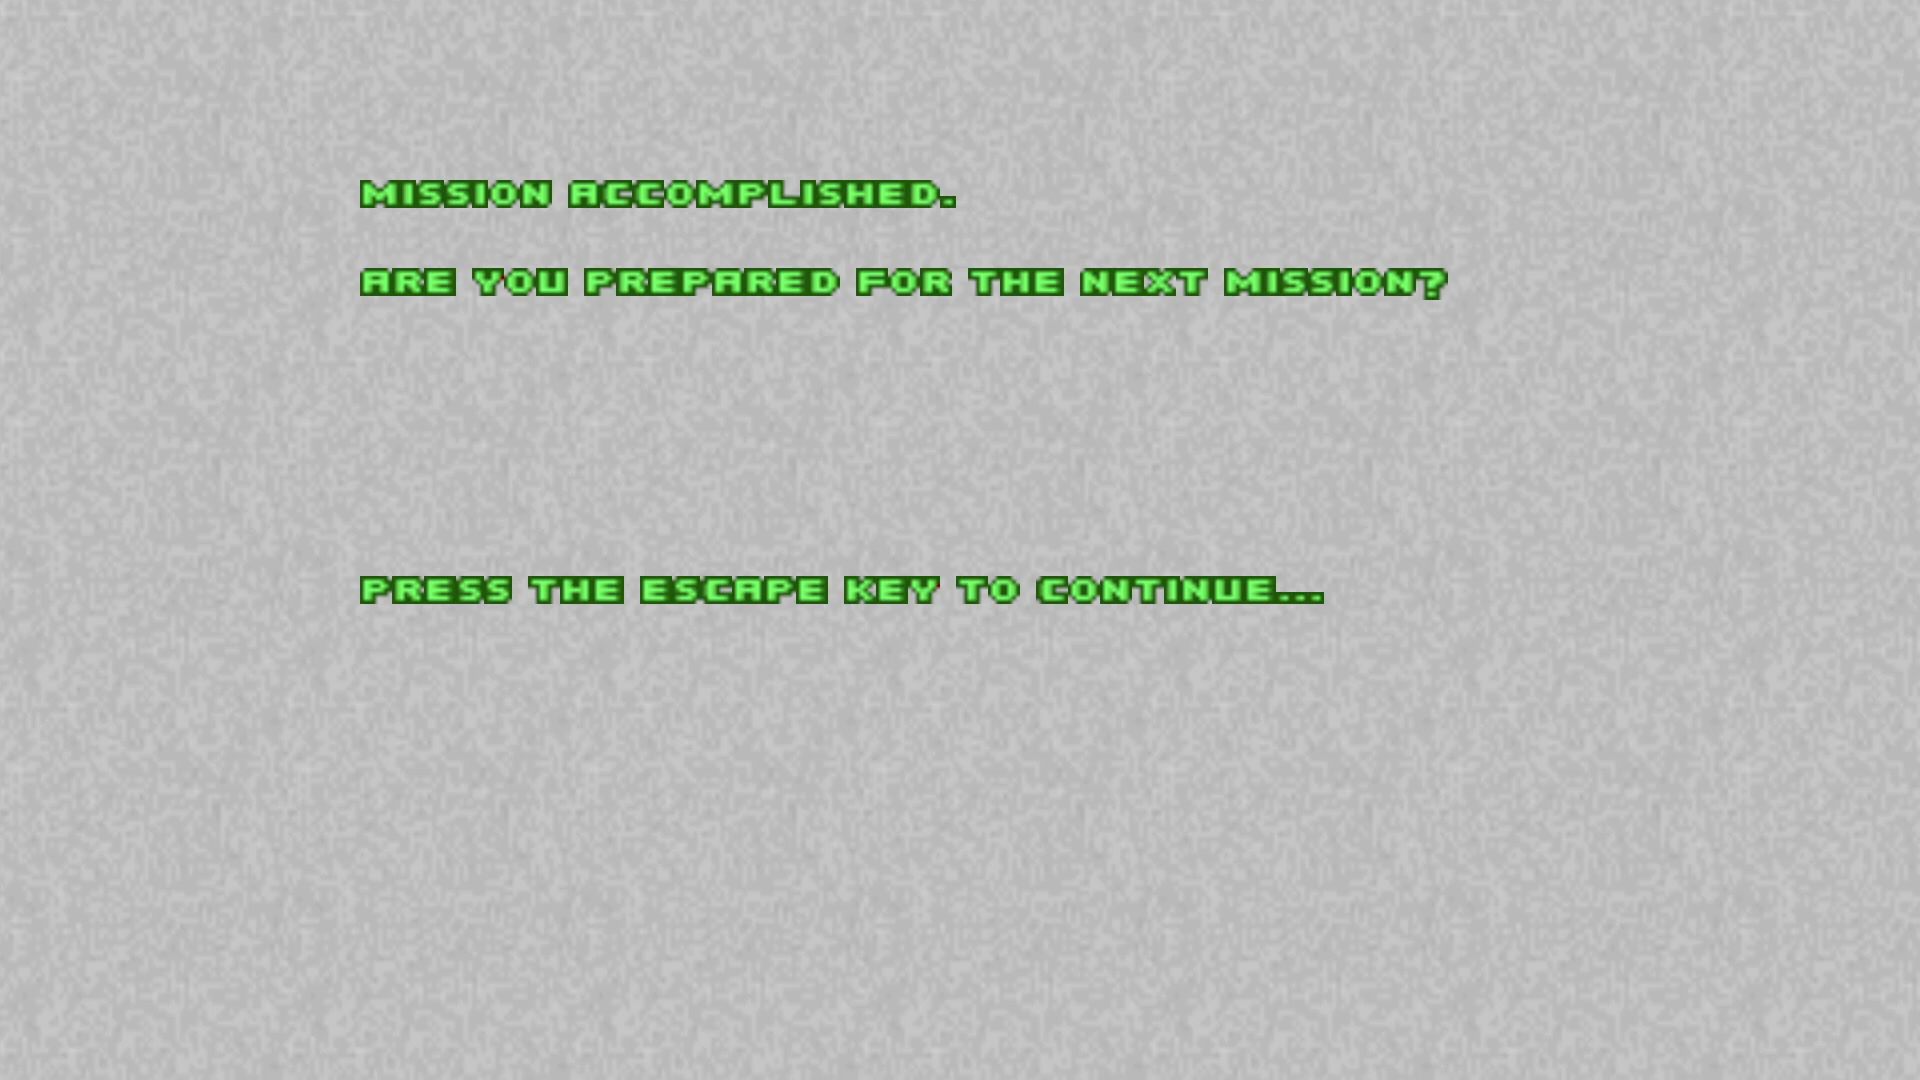 MISSION ACCOMPLISHED.
ARE YOU PREPARED FOR THE NEXT MISSION?
PRESS THE ESCAPE KEY TO CONTINUE...